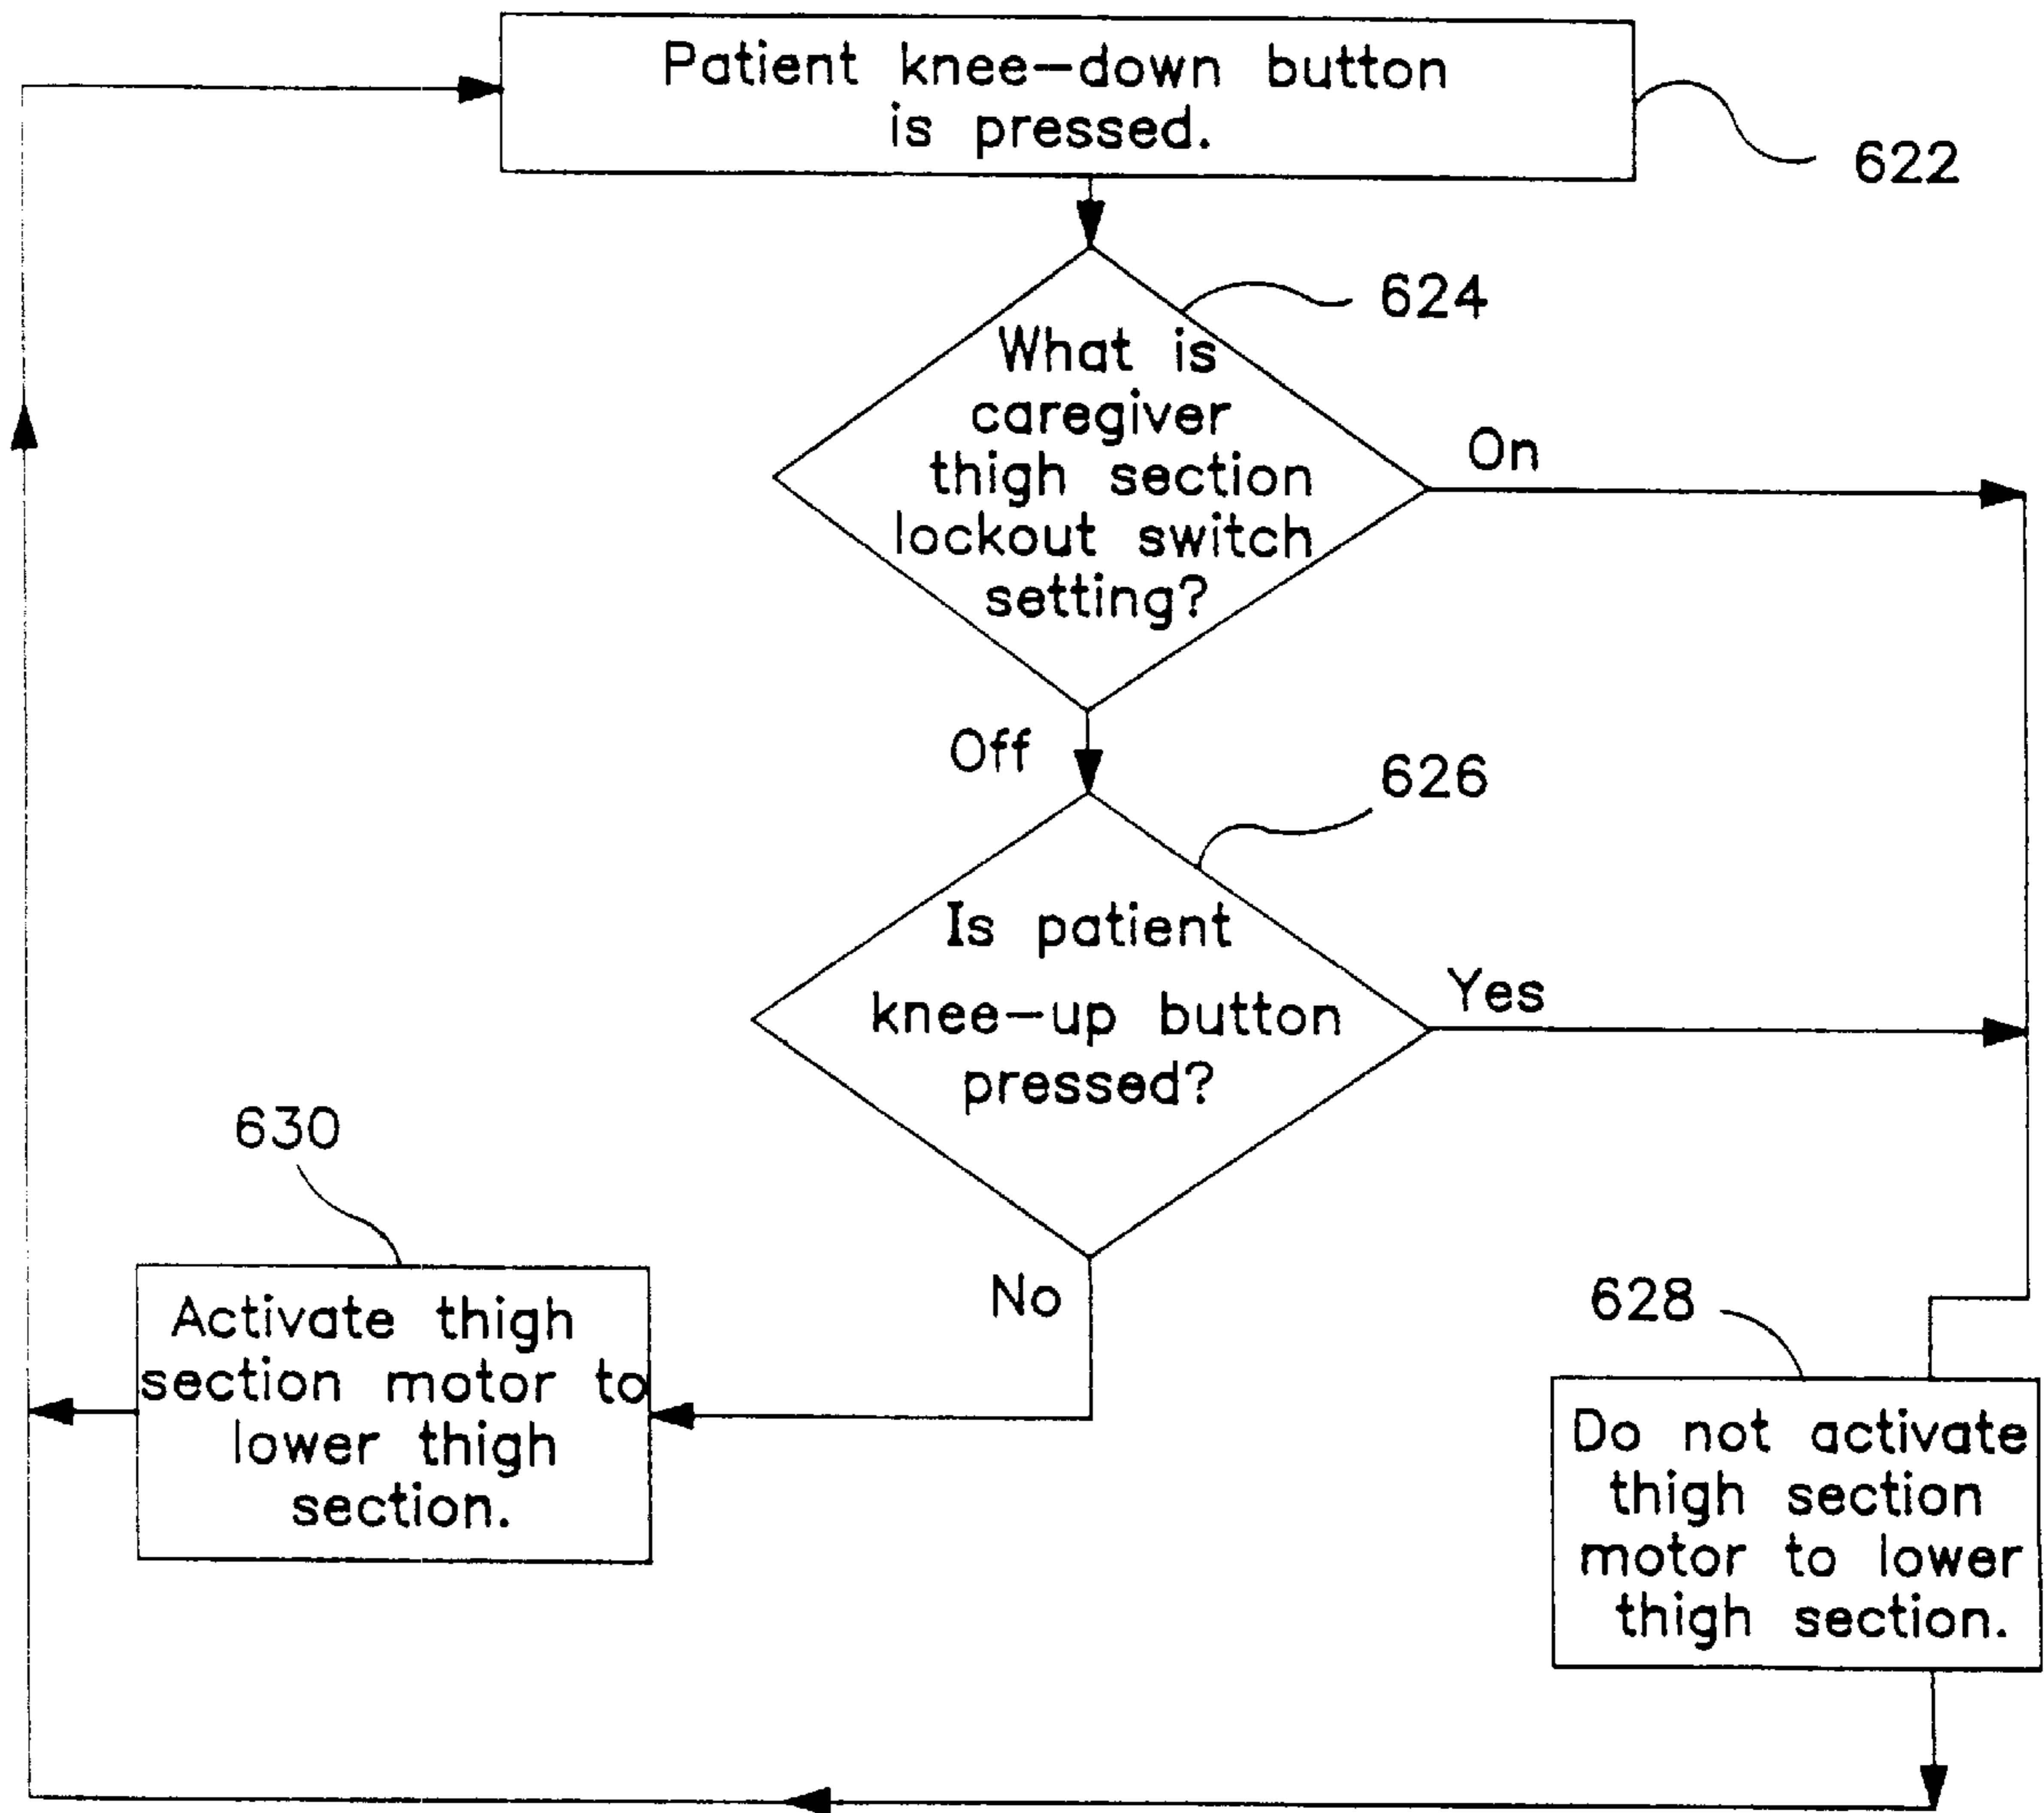 Patient knee-down button
is pressed.
622
624
What is
caregiver
thigh section
lockout switch
setting?
On
Off
626
Is patient
knee-up button
pressed?
Yes
No
630
Activate thigh
section motor to
lower thigh
section.
628
Do not activate
thigh section
motor to lower
thigh section.